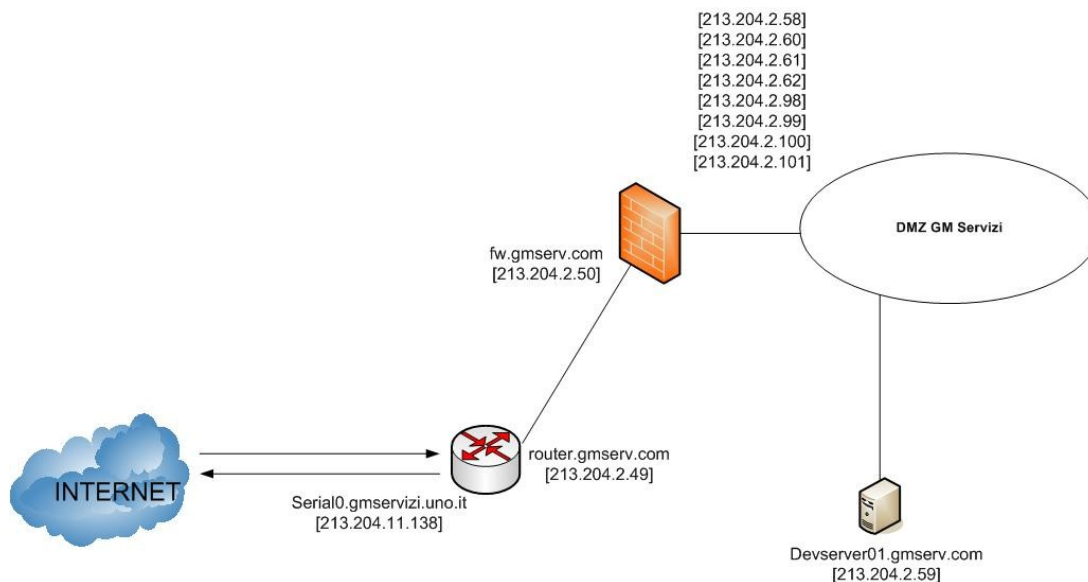 [213.204.2.58]
[213.204.2.60]
[213.204.2.61]
[213.204.2.62]
[213.204.2.98]
[213.204.2.99]
[213.204.2.100]
[213.204.2.101]
DMZ GM Servizi
fw.gmserv.com
[213.204.2.50]
router.gmserv.com
[213.204.2.49]
INTERNET
Serial0.gmservizi.uno.it
[213.204.11.138]
Devserver01.gmserv.com
[213.204.2.59]